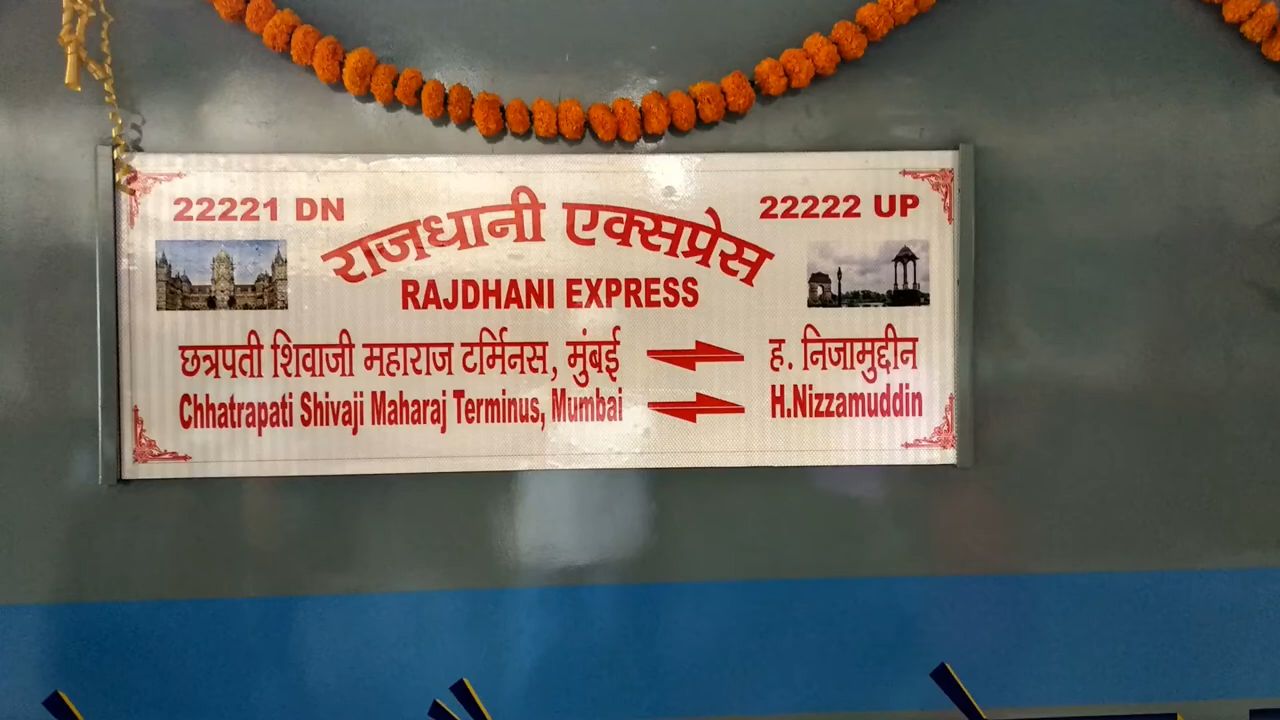 22221 DN
22222 UP
राजधानी एक्सप्रेस
RAJDHANI EXPRESS
छत्रपती शिवाजी महाराज टर्मिनस, मुंबई
ह. निजामुद्दीन
Chhatrapati Shivaji Maharaj Terminus, Mumbai
H.Nizzamuddin